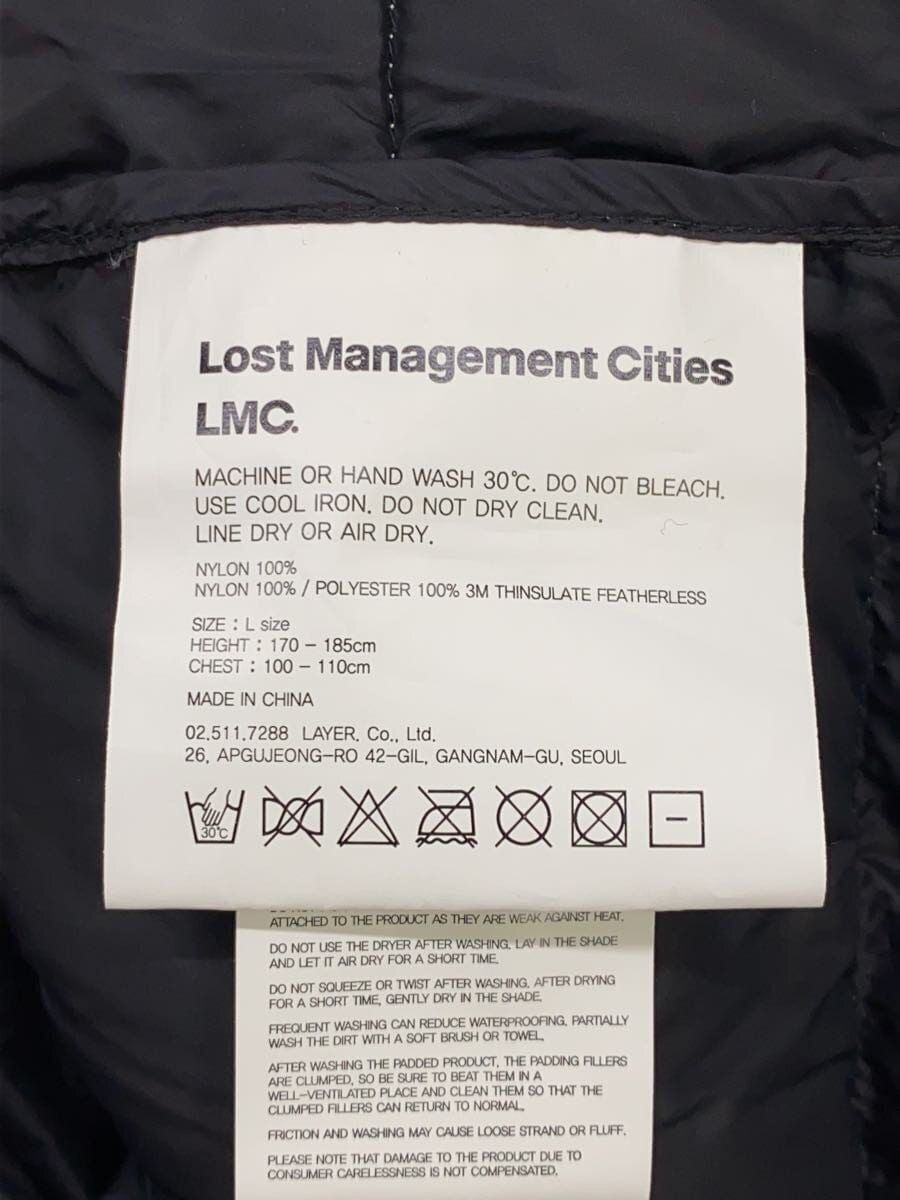 Lost Management Cities
LMC.
MACHINE OR HAND WASH 30℃. DO NOT BLEACH.
USE COOL IRON. DO NOT DRY CLEAN.
LINE DRY OR AIR DRY.
NYLON 100%
NYLON 100% / POLYESTER 100% 3M THINSULATE FEATHERLESS
SIZE : L size
HEIGHT : 170 - 185cm
CHEST : 100 - 110cm
MADE IN CHINA
02.511.7288 LAYER. Co., Ltd.
26, APGUJEONG-RO 42-GIL, GANGNAM-GU, SEOUL
30℃
ATTACHED TO THE PRODUCT AS THEY ARE WEAK AGAINST HEAT.
DO NOT USE THE DRYER AFTER WASHING. LAY IN THE SHADE
AND LET IT AIR DRY FOR A SHORT TIME.
DO NOT SQUEEZE OR TWIST AFTER WASHING. AFTER DRYING
FOR A SHORT TIME, GENTLY DRY IN THE SHADE.
FREQUENT WASHING CAN REDUCE WATERPROOFING. PARTIALLY
WASH THE DIRT WITH A SOFT BRUSH OR TOWEL.
AFTER WASHING THE PADDED PRODUCT, THE PADDING FILLERS
ARE CLUMPED, SO BE SURE TO BEAT THEM IN A
WELL-VENTILATED PLACE AND CLEAN THEM SO THAT THE
CLUMPED FILLERS CAN RETURN TO NORMAL.
FRICTION AND WASHING MAY CAUSE LOOSE STRAND OR FLUFF.
PLEASE NOTE THAT DAMAGE TO THE PRODUCT DUE TO
CONSUMER CARELESSNESS IS NOT COMPENSATED.